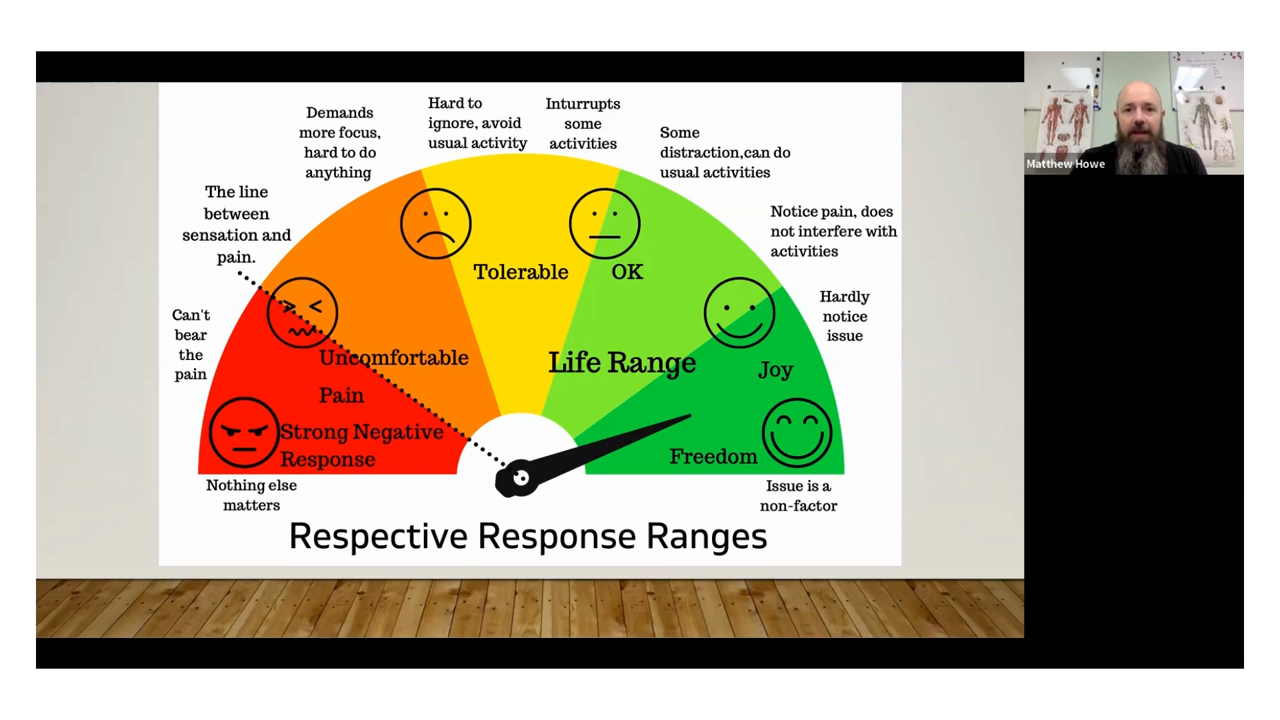 Demands
more focus,
hard to do
anything
Hard to
ignore, avoid
usual activity
Inturrupts
some
activities
Some
distraction,can do
usual activities
The line
between
sensation and
pain.
Notice pain, does
not interfere with
activities
Can't
bear
the
pain
Hardly
notice
issue
Tolerable
OK
Uncomfortable
Life Range
Joy
Pain
Strong Negative
Response
Freedom
Nothing else
matters
Issue is a
non-factor
Respective Response Ranges
Matthew Howe